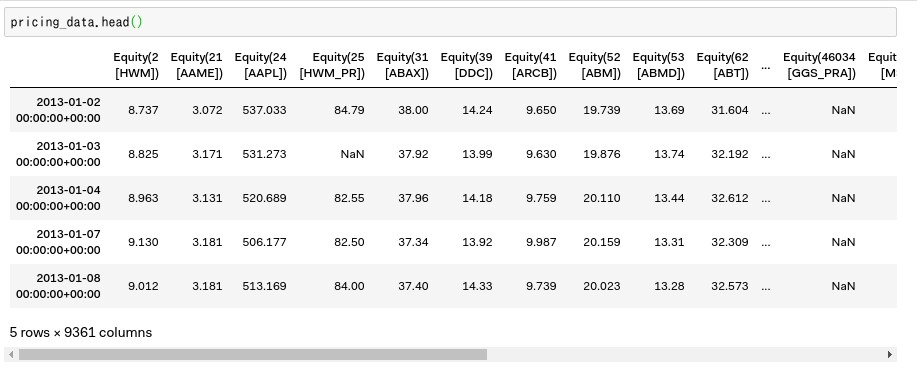 pricing_data.head()
Equity(2 Equity(21 Equity(24 Equity(25 Equity(31 Equity(39 Equity(41 Equity(52 Equity(53 Equity(62 ... Equity(46034 Equit
[HWM]) [AAME]) [AAPL]) [HWM_PR]) [ABAX]) [DDC]) [ARCB]) [ABM]) [ABMD]) [ABT]) [GGS_PRA]) [M
2013-01-02
00:00:00+00:00 8.737 3.072 537.033 84.79 38.00 14.24 9.650 19.739 13.69 31.604 ... NaN
2013-01-03
00:00:00+00:00 8.825 3.171 531.273 NaN 37.92 13.99 9.630 19.876 13.74 32.192 ... NaN
2013-01-04
00:00:00+00:00 8.963 3.131 520.689 82.55 37.96 14.18 9.759 20.110 13.44 32.612 ... NaN
2013-01-07
00:00:00+00:00 9.130 3.181 506.177 82.50 37.34 13.92 9.987 20.159 13.31 32.309 ... NaN
2013-01-08
00:00:00+00:00 9.012 3.181 513.169 84.00 37.40 14.33 9.739 20.023 13.28 32.573 ... NaN
5 rows × 9361 columns